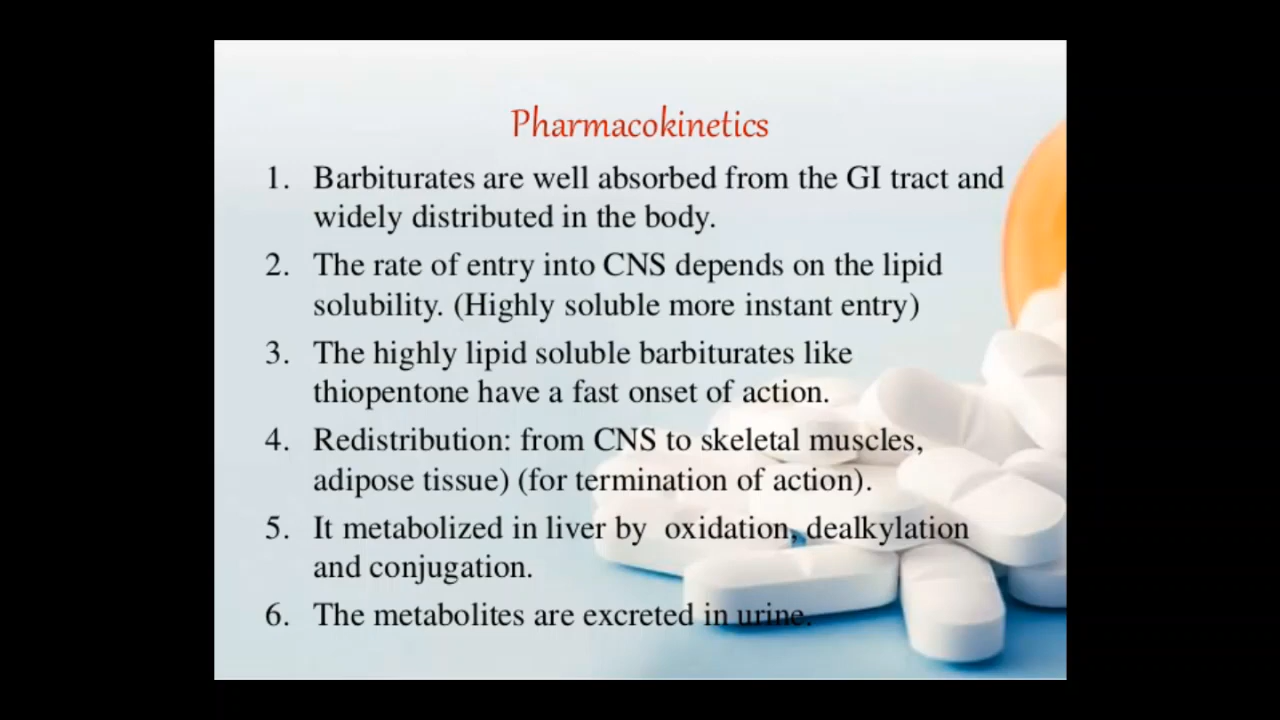 Pharmacokinetics
1. Barbiturates are well absorbed from the GI tract and
widely distributed in the body.
2. The rate of entry into CNS depends on the lipid
solubility. (Highly soluble more instant entry)
3. The highly lipid soluble barbiturates like
thiopentone have a fast onset of action.
4. Redistribution: from CNS to skeletal muscles,
adipose tissue) (for termination of action).
5. It metabolized in liver by  oxidation, dealkylation
and conjugation.
6. The metabolites are excreted in urine.